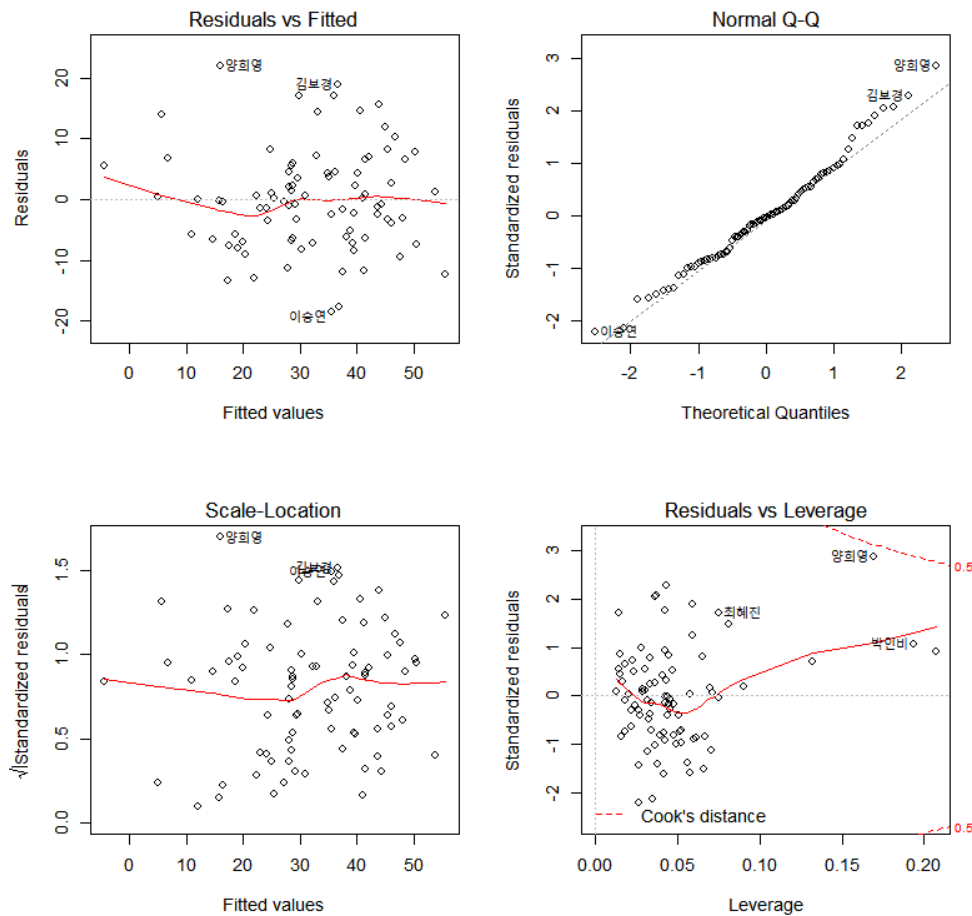 Residuals vs Fitted
Residuals
20
10
0
-10
-20
양희영
김보경
이승연
0 10 20 30 40 50
Fitted values
Normal Q-Q
Standardized residuals
3
2
1
0
-1
-2
양희영
김보경
이승연
-2 -1 0 1 2
Theoretical Quantiles
Scale-Location
√|Standardized residuals|
1.5
1.0
0.5
0.0
양희영
김보경
0 10 20 30 40 50
Fitted values
Residuals vs Leverage
Standardized residuals
3
2
1
0
-1
-2
양희영
최혜진
박인비
0.5
0.5
Cook's distance
0.00 0.05 0.10 0.15 0.20
Leverage